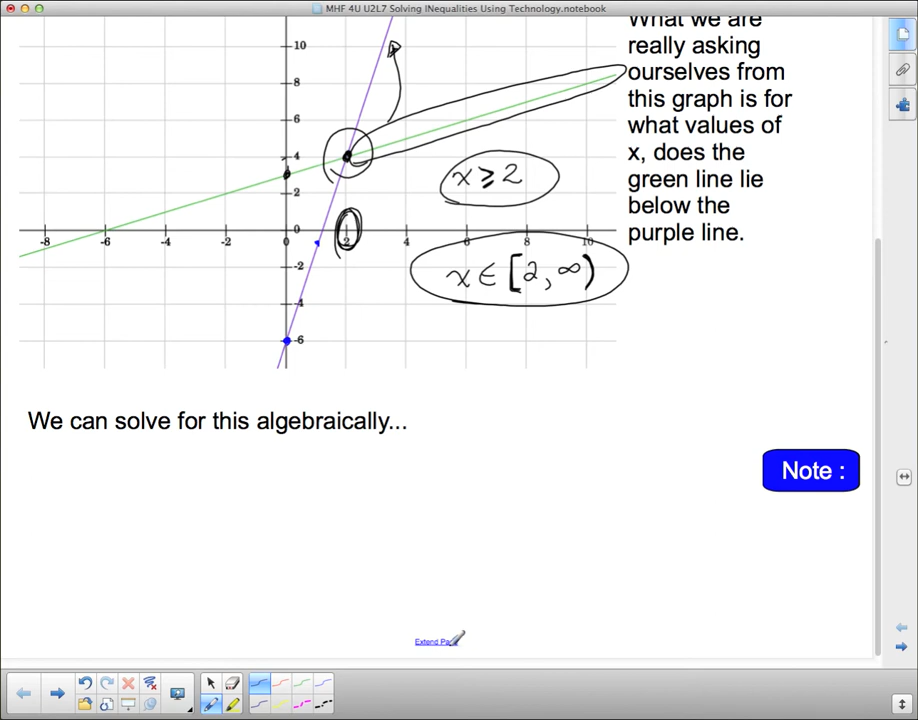 MHF 4U U2L7 Solving INequalities Using Technology.notebook
What we are
really asking
ourselves from
this graph is for
what values of
x, does the
green line lie
below the
purple line.
10
8
6
4
2
0
-8 -6 -4 -2 0 2 4 6 8 10
-2
-4
-6
x ≥ 2
x ∈ [2, ∞)
We can solve for this algebraically...
Note :
Extend Pa